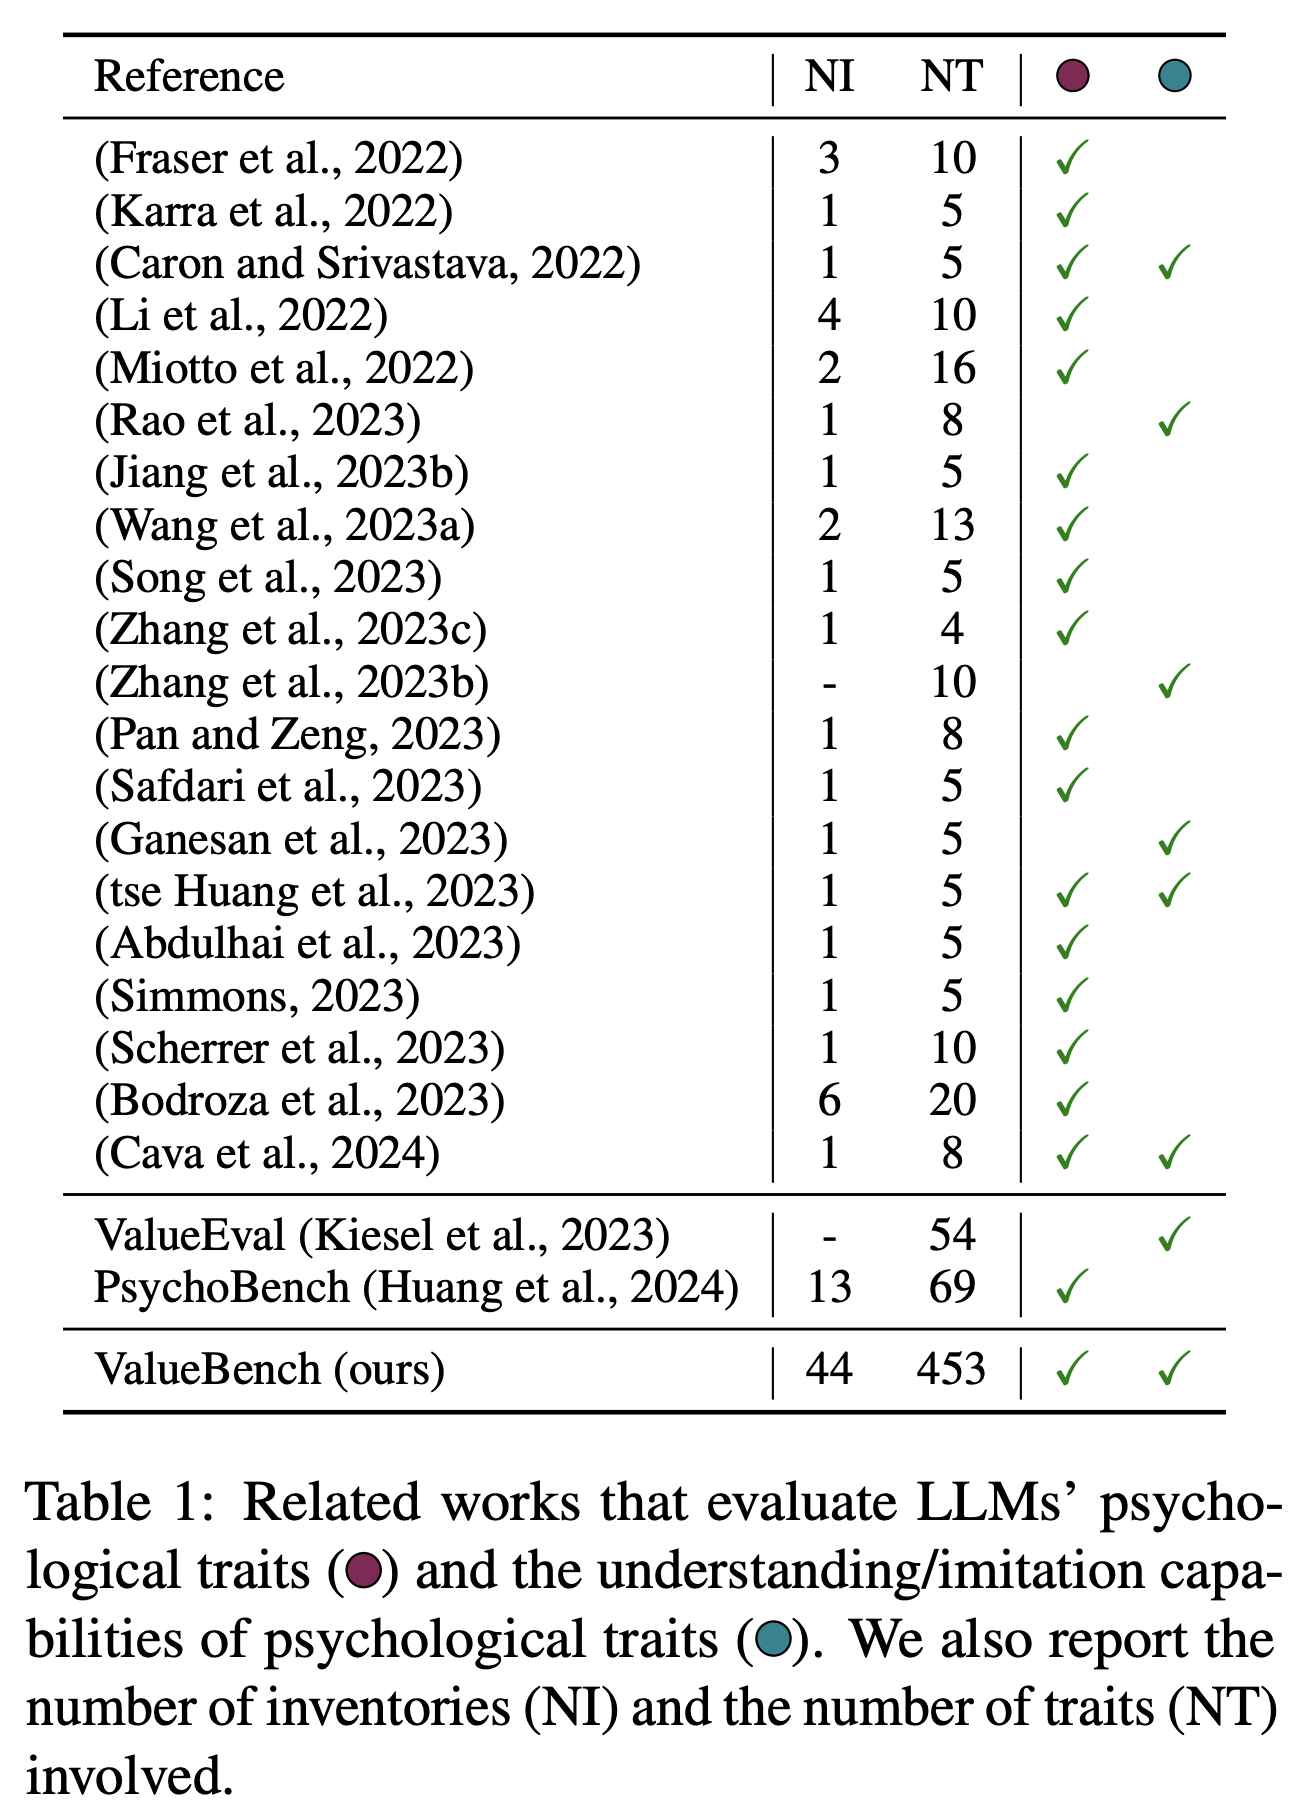 Reference NI NT
(Fraser et al., 2022) 3 10 ✓
(Karra et al., 2022) 1 5 ✓
(Caron and Srivastava, 2022) 1 5 ✓ ✓
(Li et al., 2022) 4 10 ✓
(Miotto et al., 2022) 2 16 ✓
(Rao et al., 2023) 1 8 ✓
(Jiang et al., 2023b) 1 5 ✓
(Wang et al., 2023a) 2 13 ✓
(Song et al., 2023) 1 5 ✓
(Zhang et al., 2023c) 1 4 ✓
(Zhang et al., 2023b) - 10 ✓
(Pan and Zeng, 2023) 1 8 ✓
(Safdari et al., 2023) 1 5 ✓
(Ganesan et al., 2023) 1 5 ✓
(tse Huang et al., 2023) 1 5 ✓ ✓
(Abdulhai et al., 2023) 1 5 ✓
(Simmons, 2023) 1 5 ✓
(Scherrer et al., 2023) 1 10 ✓
(Bodroza et al., 2023) 6 20 ✓
(Cava et al., 2024) 1 8 ✓ ✓
ValueEval (Kiesel et al., 2023) - 54 ✓
PsychoBench (Huang et al., 2024) 13 69 ✓
ValueBench (ours) 44 453 ✓ ✓
Table 1: Related works that evaluate LLMs’ psycho-
logical traits (●) and the understanding/imitation capa-
bilities of psychological traits (●). We also report the
number of inventories (NI) and the number of traits (NT)
involved.